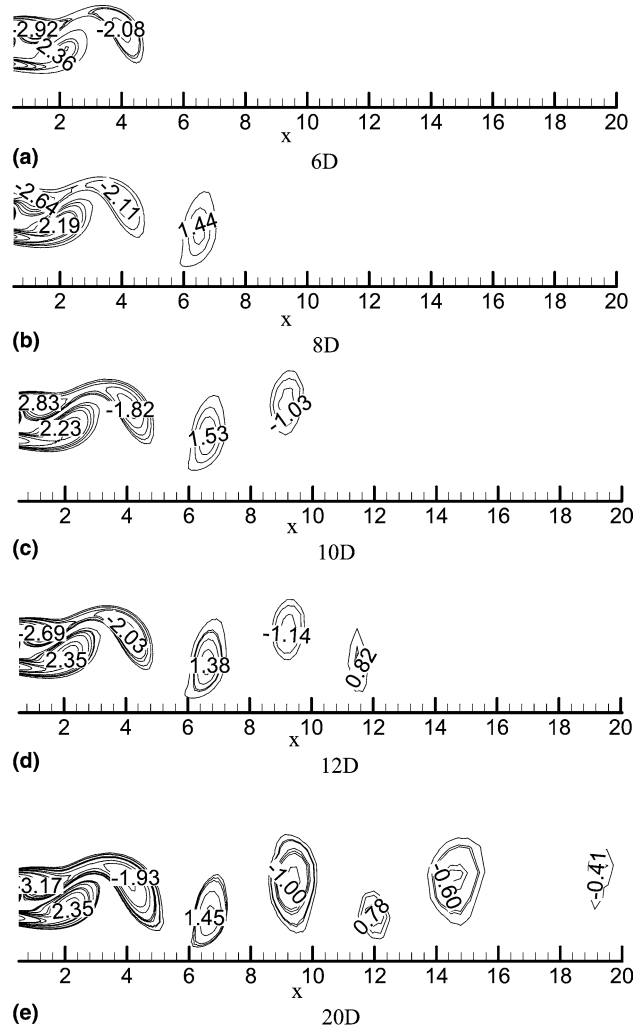 -2.92 -2.08
2.36
2 4 6 8 10 12 14 16 18 20
x
(a) 6D
-2.64 -2.11 1.44
2.19
2 4 6 8 10 12 14 16 18 20
x
(b) 8D
2.83 -1.82 -1.03
2.23 1.53
2 4 6 8 10 12 14 16 18 20
x
(c) 10D
-2.69 -2.03 -1.14
2.35 1.38 0.82
2 4 6 8 10 12 14 16 18 20
x
(d) 12D
-3.17 -1.93 -1.00 -0.60 -0.41
2.35 1.45 0.78
2 4 6 8 10 12 14 16 18 20
x
(e) 20D